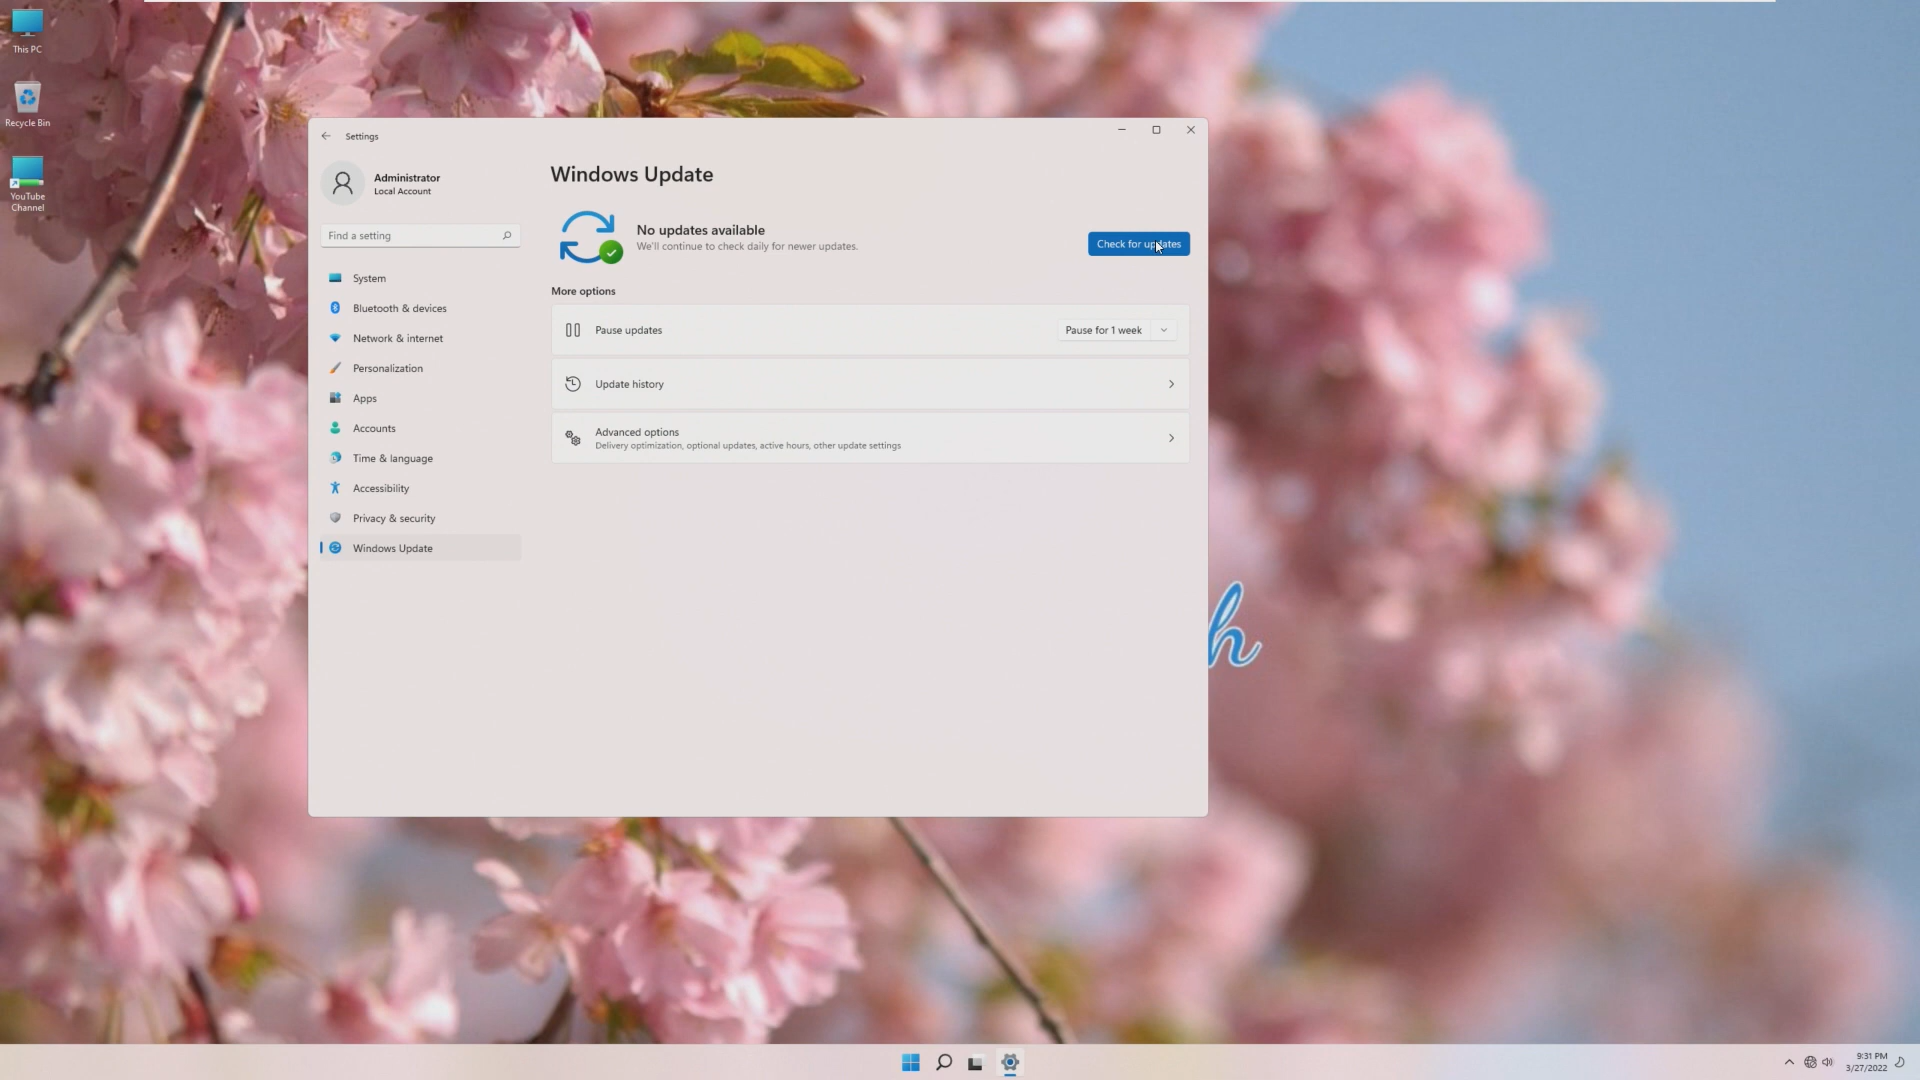 This PC
Recycle Bin
YouTube
Channel
Settings
Administrator
Local Account
Find a setting
System
Bluetooth & devices
Network & internet
Personalization
Apps
Accounts
Time & language
Accessibility
Privacy & security
Windows Update
Windows Update
No updates available
We'll continue to check daily for newer updates.
Check for updates
More options
Pause updates
Pause for 1 week
Update history
Advanced options
Delivery optimization, optional updates, active hours, other update settings
h
9:31 PM
3/27/2022